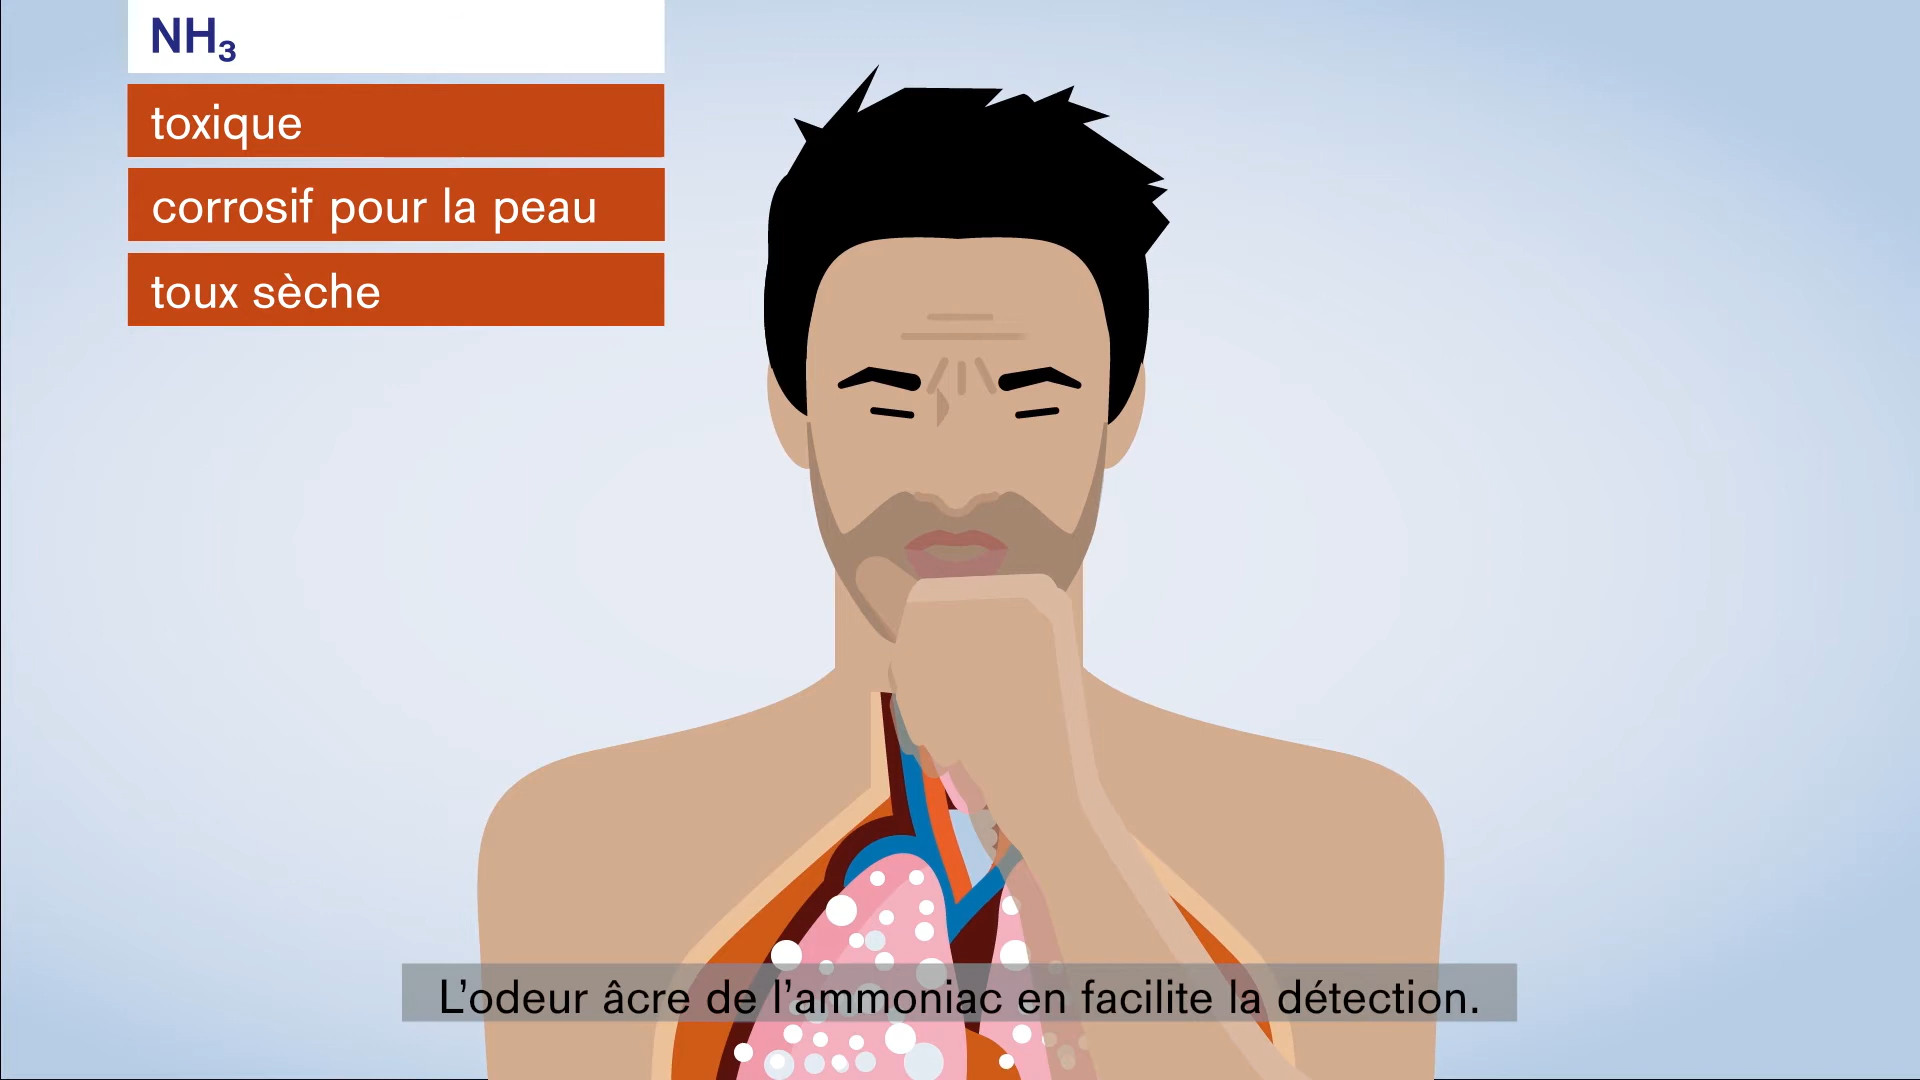 NH₃
toxique
corrosif pour la peau
toux sèche
L’odeur âcre de l’ammoniac en facilite la détection.